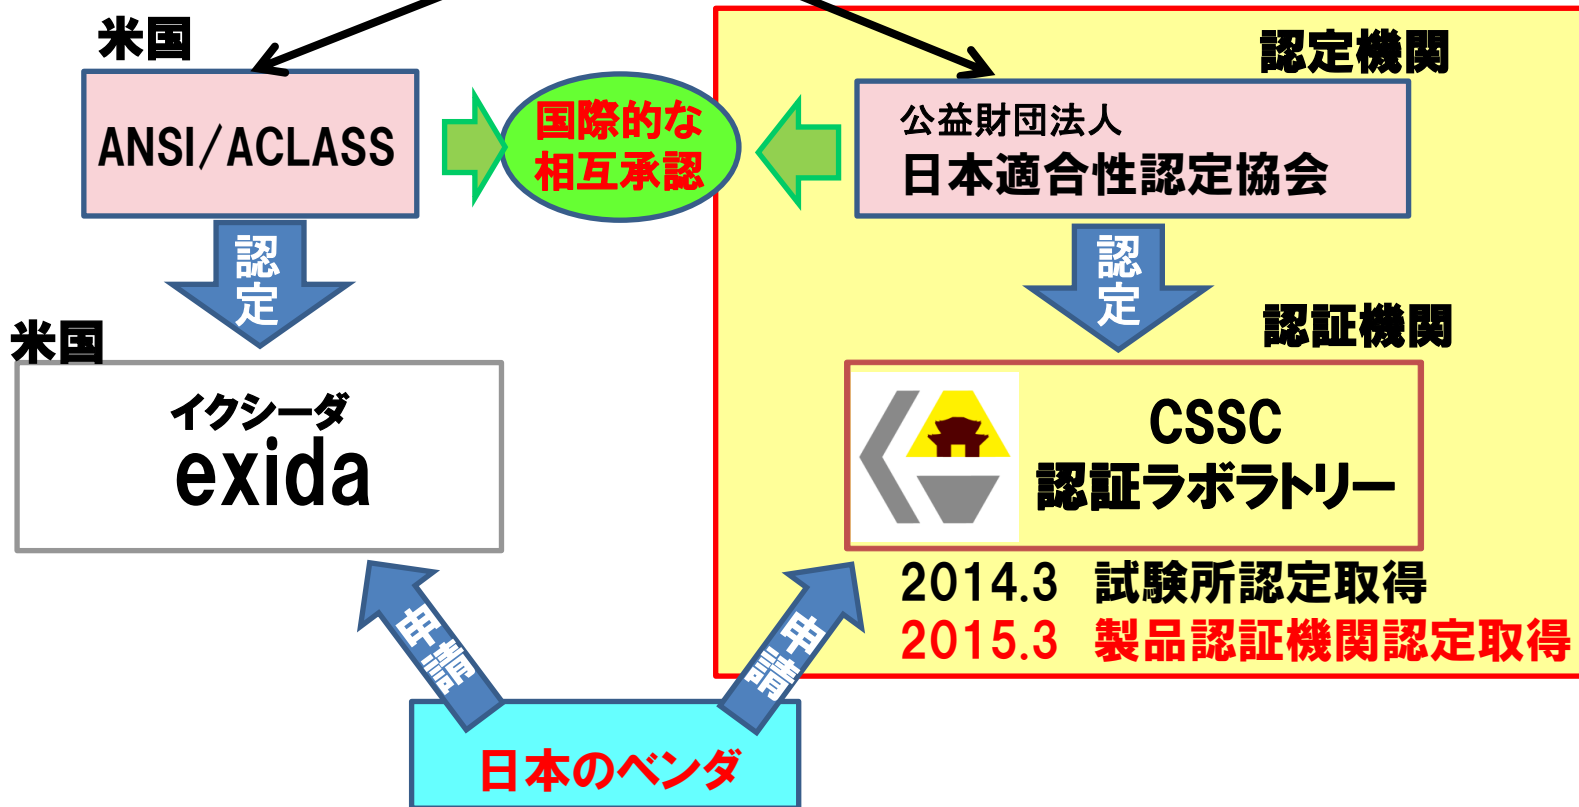 米国
認定機関
ANSI/ACLASS
国際的な
相互承認
公益財団法人
日本適合性認定協会
認定
認定
米国
認証機関
イクシーダ
exida
CSSC
認証ラボラトリー
2014.3 試験所認定取得
2015.3 製品認証機関認定取得
申請
申請
日本のベンダ